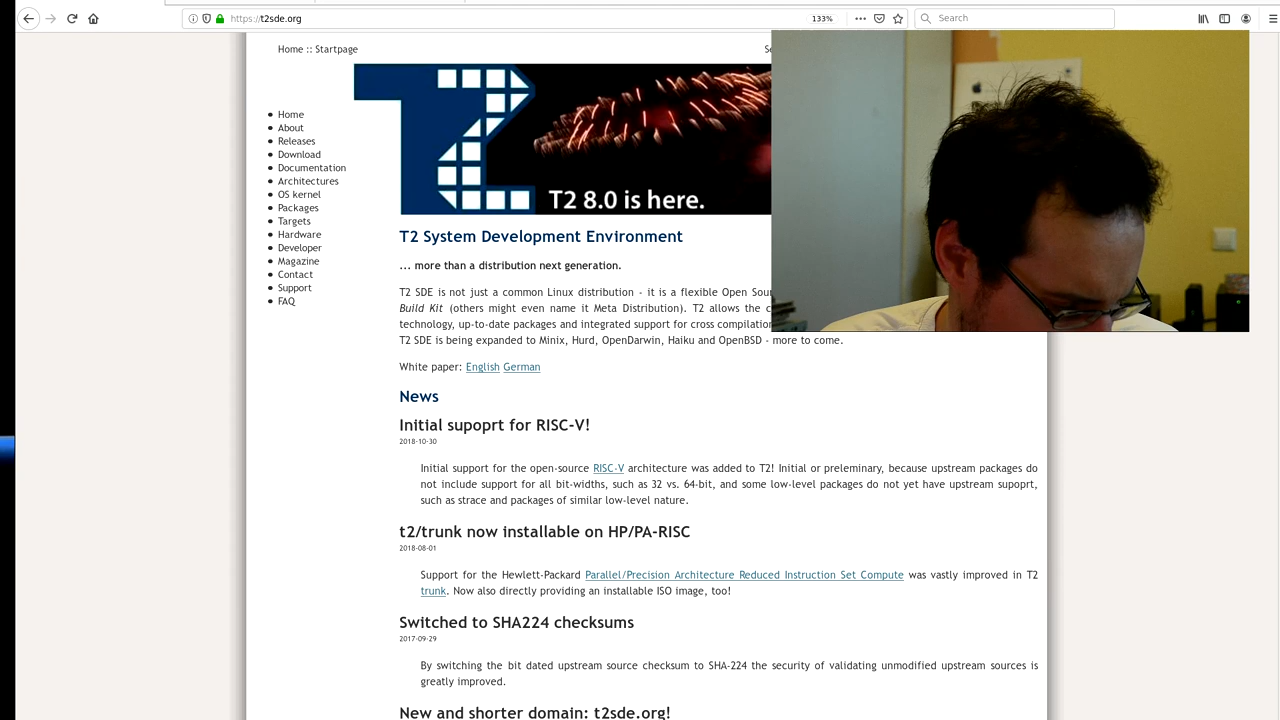 https://t2sde.org
133%
Search
Home :: Startpage
Home
About
Releases
Download
Documentation
Architectures
OS kernel
Packages
Targets
Hardware
Developer
Magazine
Contact
Support
FAQ
T2 8.0 is here.
T2 System Development Environment
... more than a distribution next generation.
T2 SDE is not just a common Linux distribution - it is a flexible Open
Build Kit (others might even name it Meta Distribution). T2 allows the
technology, up-to-date packages and integrated support for cross
T2 SDE is being expanded to Minix, Hurd, OpenDarwin, Haiku and OpenBSD - more to come.
White paper: English German
News
Initial supoprt for RISC-V!
2018-10-30
Initial support for the open-source RISC-V architecture was added to T2! Initial or preleminary, because upstream packages do
not include support for all bit-widths, such as 32 vs. 64-bit, and some low-level packages do not yet have upstream supoprt,
such as strace and packages of similar low-level nature.
t2/trunk now installable on HP/PA-RISC
2018-08-01
Support for the Hewlett-Packard Parallel/Precision Architecture Reduced Instruction Set Compute was vastly improved in T2
trunk. Now also directly providing an installable ISO image, too!
Switched to SHA224 checksums
2017-09-29
By switching the bit dated upstream source checksum to SHA-224 the security of validating unmodified upstream sources is
greatly improved.
New and shorter domain: t2sde.org!